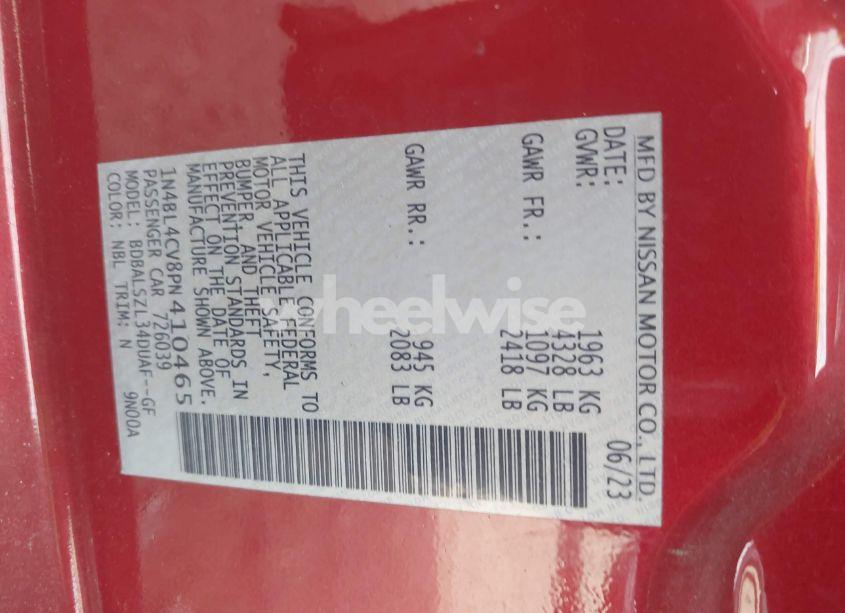 MFD BY NISSAN MOTOR CO., LTD.
DATE: 06/23
GVWR: 1963 KG
4328 LB
GAWR FR.: 1097 KG
2418 LB
GAWR RR.: 945 KG
2083 LB
THIS VEHICLE CONFORMS TO
ALL APPLICABLE FEDERAL
MOTOR VEHICLE SAFETY,
BUMPER, AND THEFT
PREVENTION STANDARDS IN
EFFECT ON THE DATE OF
MANUFACTURE SHOWN ABOVE.
1N4BL4CV8PN410465
PASSENGER CAR 726039
MODEL: BDBALSZL34DUAF--GF
COLOR: NBL TRIM: N 9N00A
wheelwise